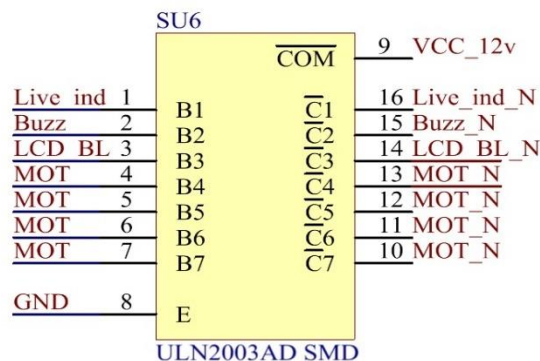 SU6
COM 9 VCC_12v
Live_ind 1 B1 C1 16 Live_ind_N
Buzz 2 B2 C2 15 Buzz_N
LCD_BL 3 B3 C3 14 LCD_BL_N
MOT 4 B4 C4 13 MOT_N
MOT 5 B5 C5 12 MOT_N
MOT 6 B6 C6 11 MOT_N
MOT 7 B7 C7 10 MOT_N
GND 8 E
ULN2003AD SMD